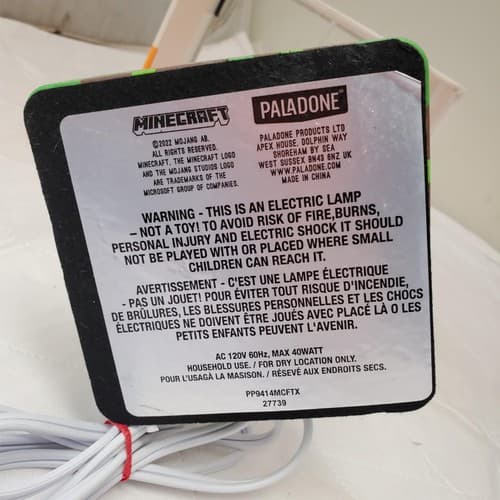 MINECRAFT
©2022 MOJANG AB.
ALL RIGHTS RESERVED.
MINECRAFT, THE MINECRAFT LOGO
AND THE MOJANG STUDIOS LOGO
ARE TRADEMARKS OF THE
MICROSOFT GROUP OF COMPANIES.
PALADONE®
PALADONE PRODUCTS LTD
APEX HOUSE, DOLPHIN WAY
SHOREHAM BY SEA
WEST SUSSEX BN43 8NZ UK
WWW.PALADONE.COM
MADE IN CHINA
WARNING - THIS IS AN ELECTRIC LAMP
– NOT A TOY! TO AVOID RISK OF FIRE,BURNS,
PERSONAL INJURY AND ELECTRIC SHOCK IT SHOULD
NOT BE PLAYED WITH OR PLACED WHERE SMALL
CHILDREN CAN REACH IT.
AVERTISSEMENT - C'EST UNE LAMPE ÉLECTRIQUE
- PAS UN JOUET! POUR ÉVITER TOUT RISQUE D'INCENDIE,
DE BRÛLURES, LES BLESSURES PERSONNELLES ET LES CHOCS
ÉLECTRIQUES NE DOIVENT ÊTRE JOUÉS AVEC PLACÉ LÀ O LES
PETITS ENFANTS PEUVENT L'AVENIR.
AC 120V 60Hz, MAX 40WATT
HOUSEHOLD USE. / FOR DRY LOCATION ONLY.
POUR L'USAGÀ LA MASISON. / RÉSEVÉ AUX ENDROITS SECS.
PP9414MCFTX
27739